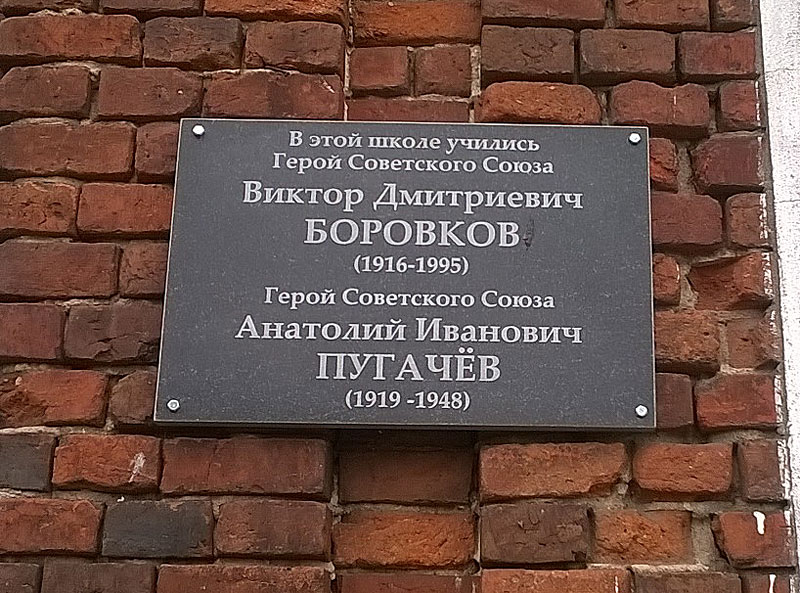 В этой школе учились
Герой Советского Союза
Виктор Дмитриевич
БОРОВКОВ
(1916-1995)
Герой Советского Союза
Анатолий Иванович
ПУГАЧЁВ
(1919 -1948)